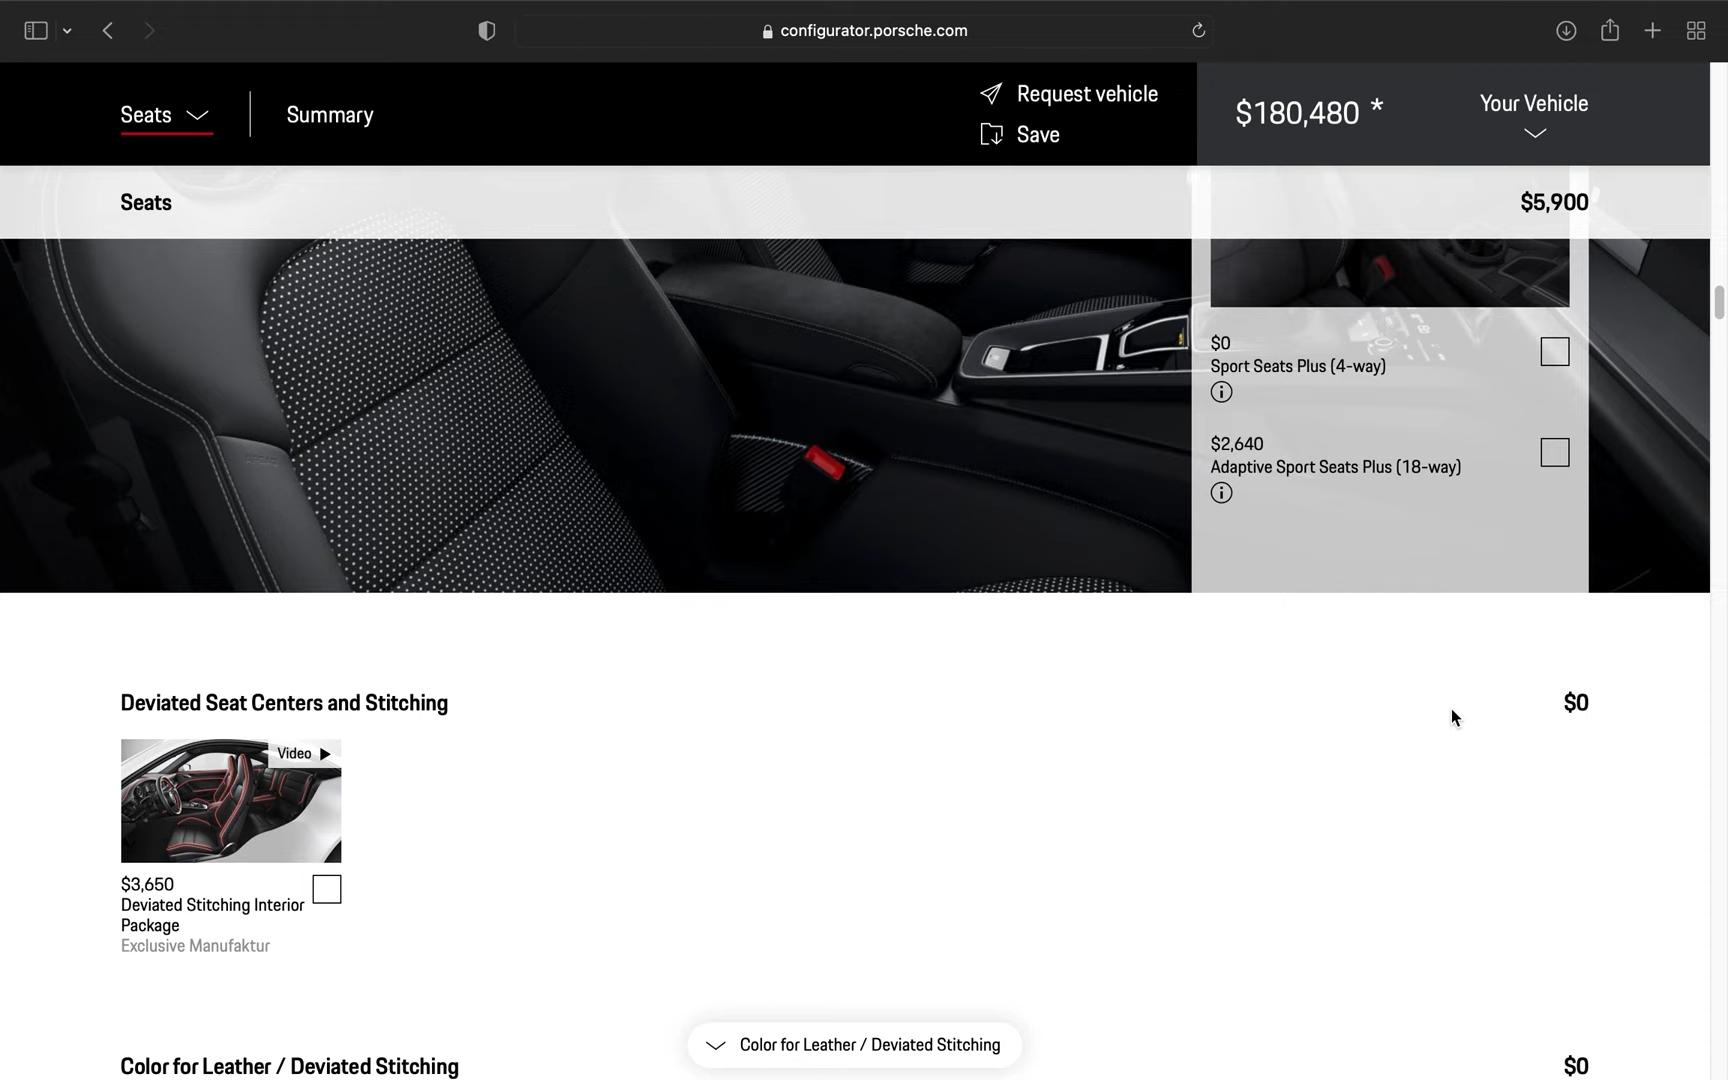 configurator.porsche.com
Seats
Summary
Request vehicle
Save
$180,480 *
Your Vehicle
Seats
$5,900
$0
Sport Seats Plus (4-way)
$2,640
Adaptive Sport Seats Plus (18-way)
Deviated Seat Centers and Stitching
$0
Video
$3,650
Deviated Stitching Interior
Package
Exclusive Manufaktur
Color for Leather / Deviated Stitching
Color for Leather / Deviated Stitching
$0